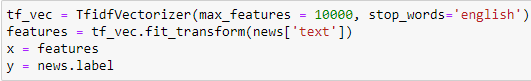 tf_vec = TfidfVectorizer(max_features = 10000, stop_words='english')
features = tf_vec.fit_transform(news['text'])
x = features
y = news.label